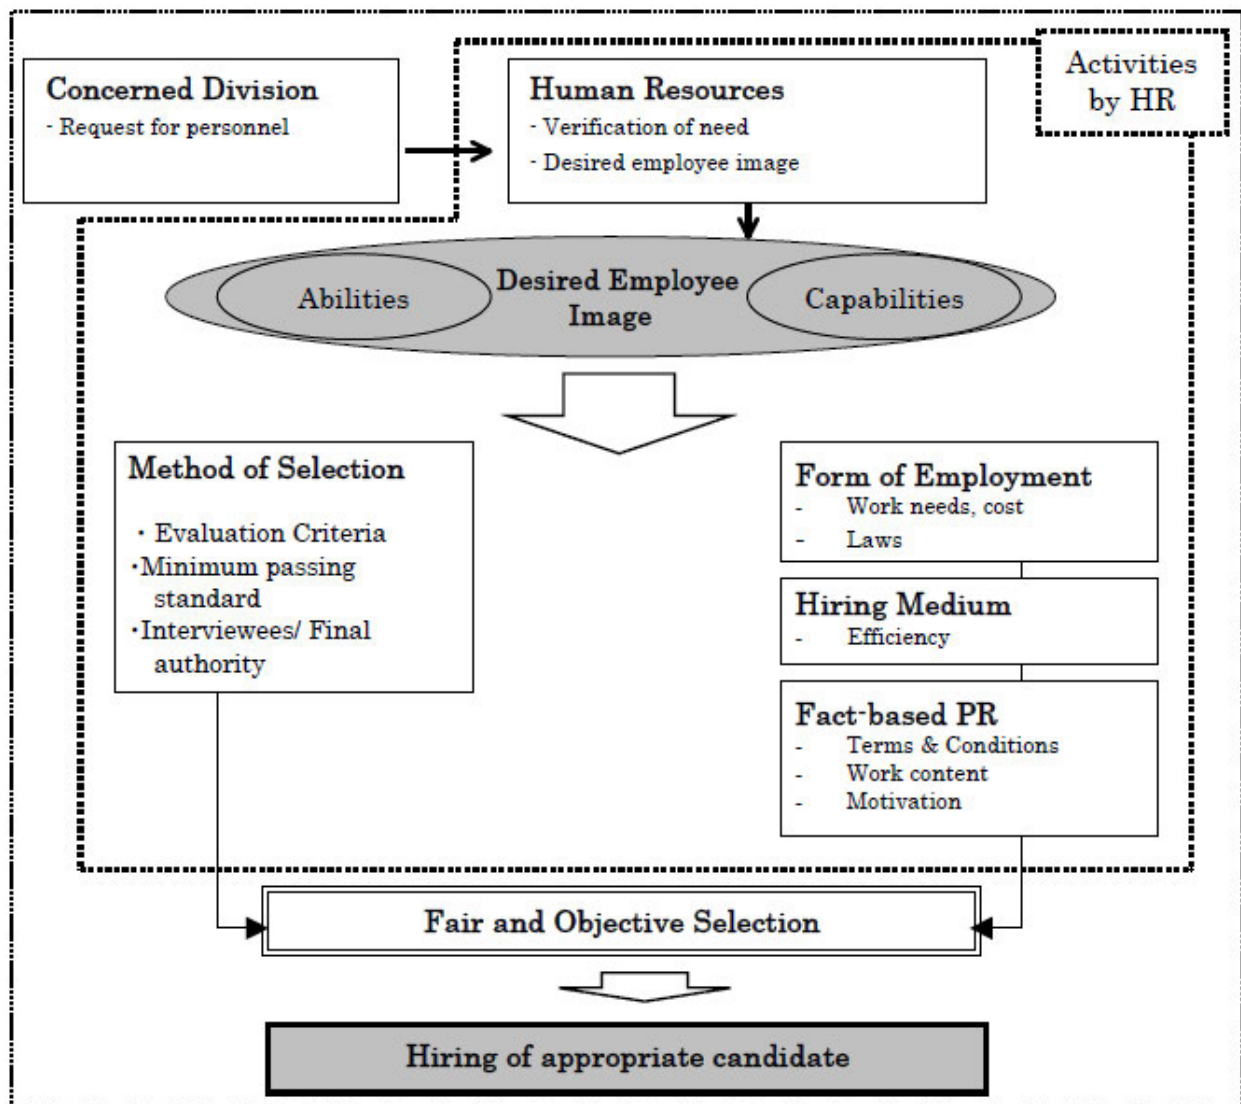 Activities
by HR
Concerned Division
- Request for personnel
Human Resources
- Verification of need
- Desired employee image
Abilities
Desired Employee
Image
Capabilities
Method of Selection
・ Evaluation Criteria
・Minimum passing
standard
・Interviewees/ Final
authority
Form of Employment
- Work needs, cost
- Laws
Hiring Medium
- Efficiency
Fact-based PR
- Terms & Conditions
- Work content
- Motivation
Fair and Objective Selection
Hiring of appropriate candidate